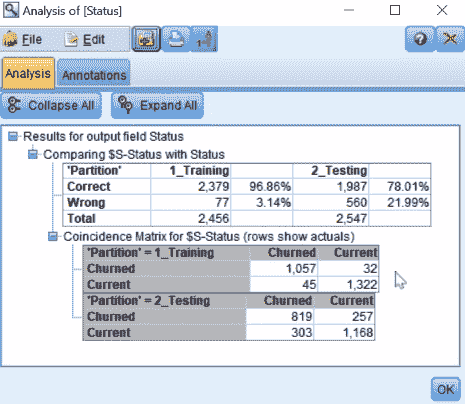 Analysis of [Status]
File Edit
Analysis Annotations
Collapse All Expand All
Results for output field Status
Comparing $S-Status with Status
'Partition' 1_Training 2_Testing
Correct 2,379 96.86% 1,987 78.01%
Wrong 77 3.14% 560 21.99%
Total 2,456 2,547
Coincidence Matrix for $S-Status (rows show actuals)
'Partition' = 1_Training Churned Current
Churned 1,057 32
Current 45 1,322
'Partition' = 2_Testing Churned Current
Churned 819 257
Current 303 1,168
OK